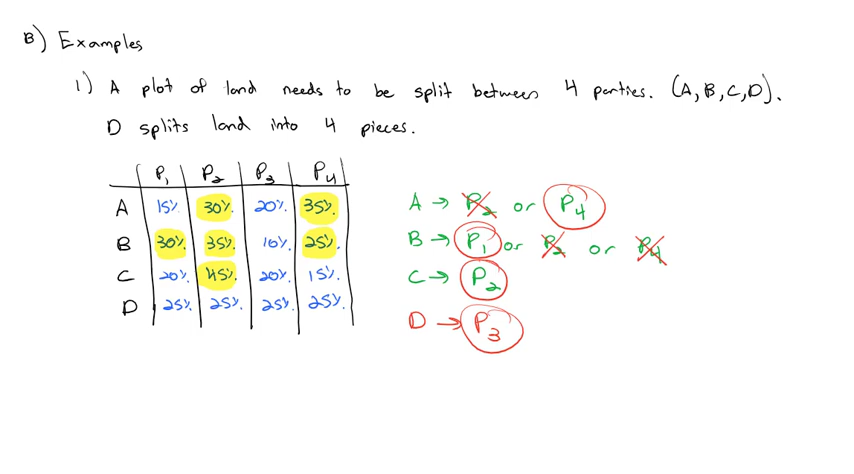 B) Examples
1) A plot of land needs to be split between 4 parties. (A, B, C, D).
D splits land into 4 pieces.
P1 P2 P3 P4
A 15% 30% 20% 35%
B 30% 35% 10% 25%
C 20% 45% 20% 15%
D 25% 25% 25% 25%
A → P2 or P4
B → P1 or P2 or P4
C → P2
D → P3